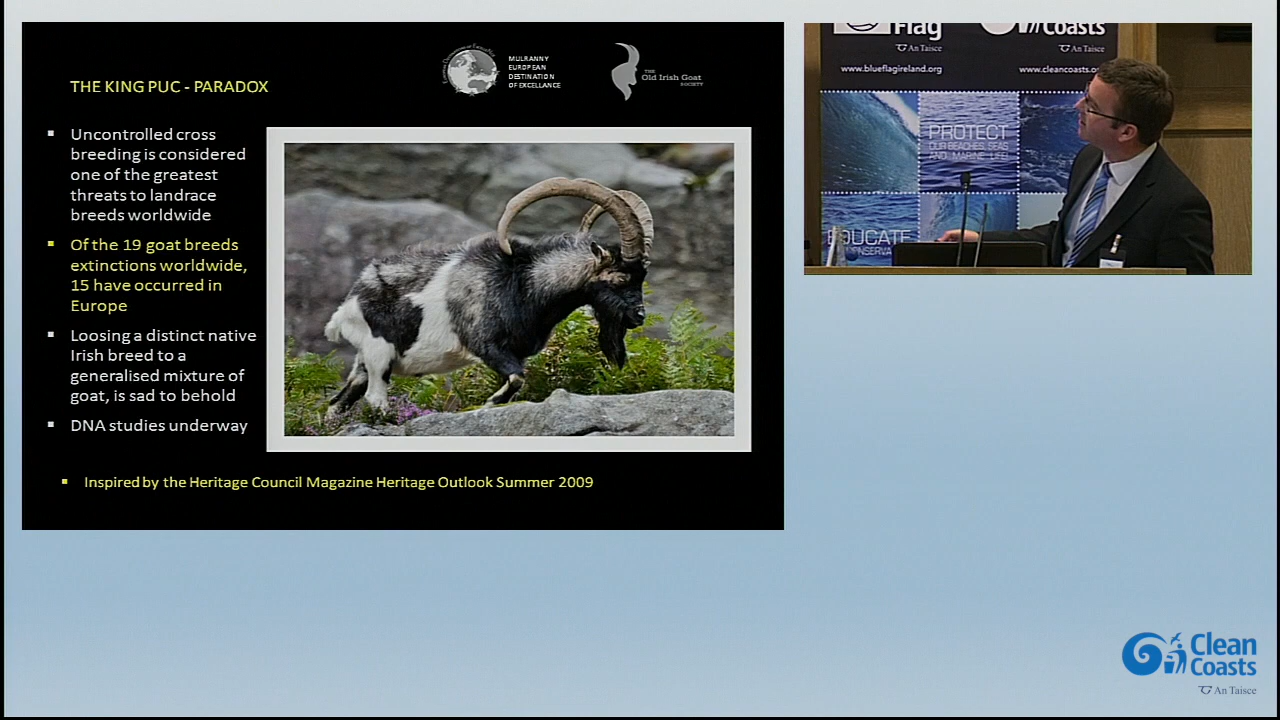 THE KING PUC - PARADOX
MULRANNY
EUROPEAN
DESTINATION
OF EXCELLENCE
THE
Old Irish Goat
SOCIETY
Uncontrolled cross
breeding is considered
one of the greatest
threats to landrace
breeds worldwide
Of the 19 goat breeds
extinctions worldwide,
15 have occurred in
Europe
Loosing a distinct native
Irish breed to a
generalised mixture of
goat, is sad to behold
DNA studies underway
Inspired by the Heritage Council Magazine Heritage Outlook Summer 2009
Flag
An Taisce
www.blueflagireland.org
Coasts
An Taisce
www.cleancoasts.o
PROTECT
OUR BEACHES, SEAS
AND MARINE LIFE!
EDUCATE
Clean
Coasts
An Taisce